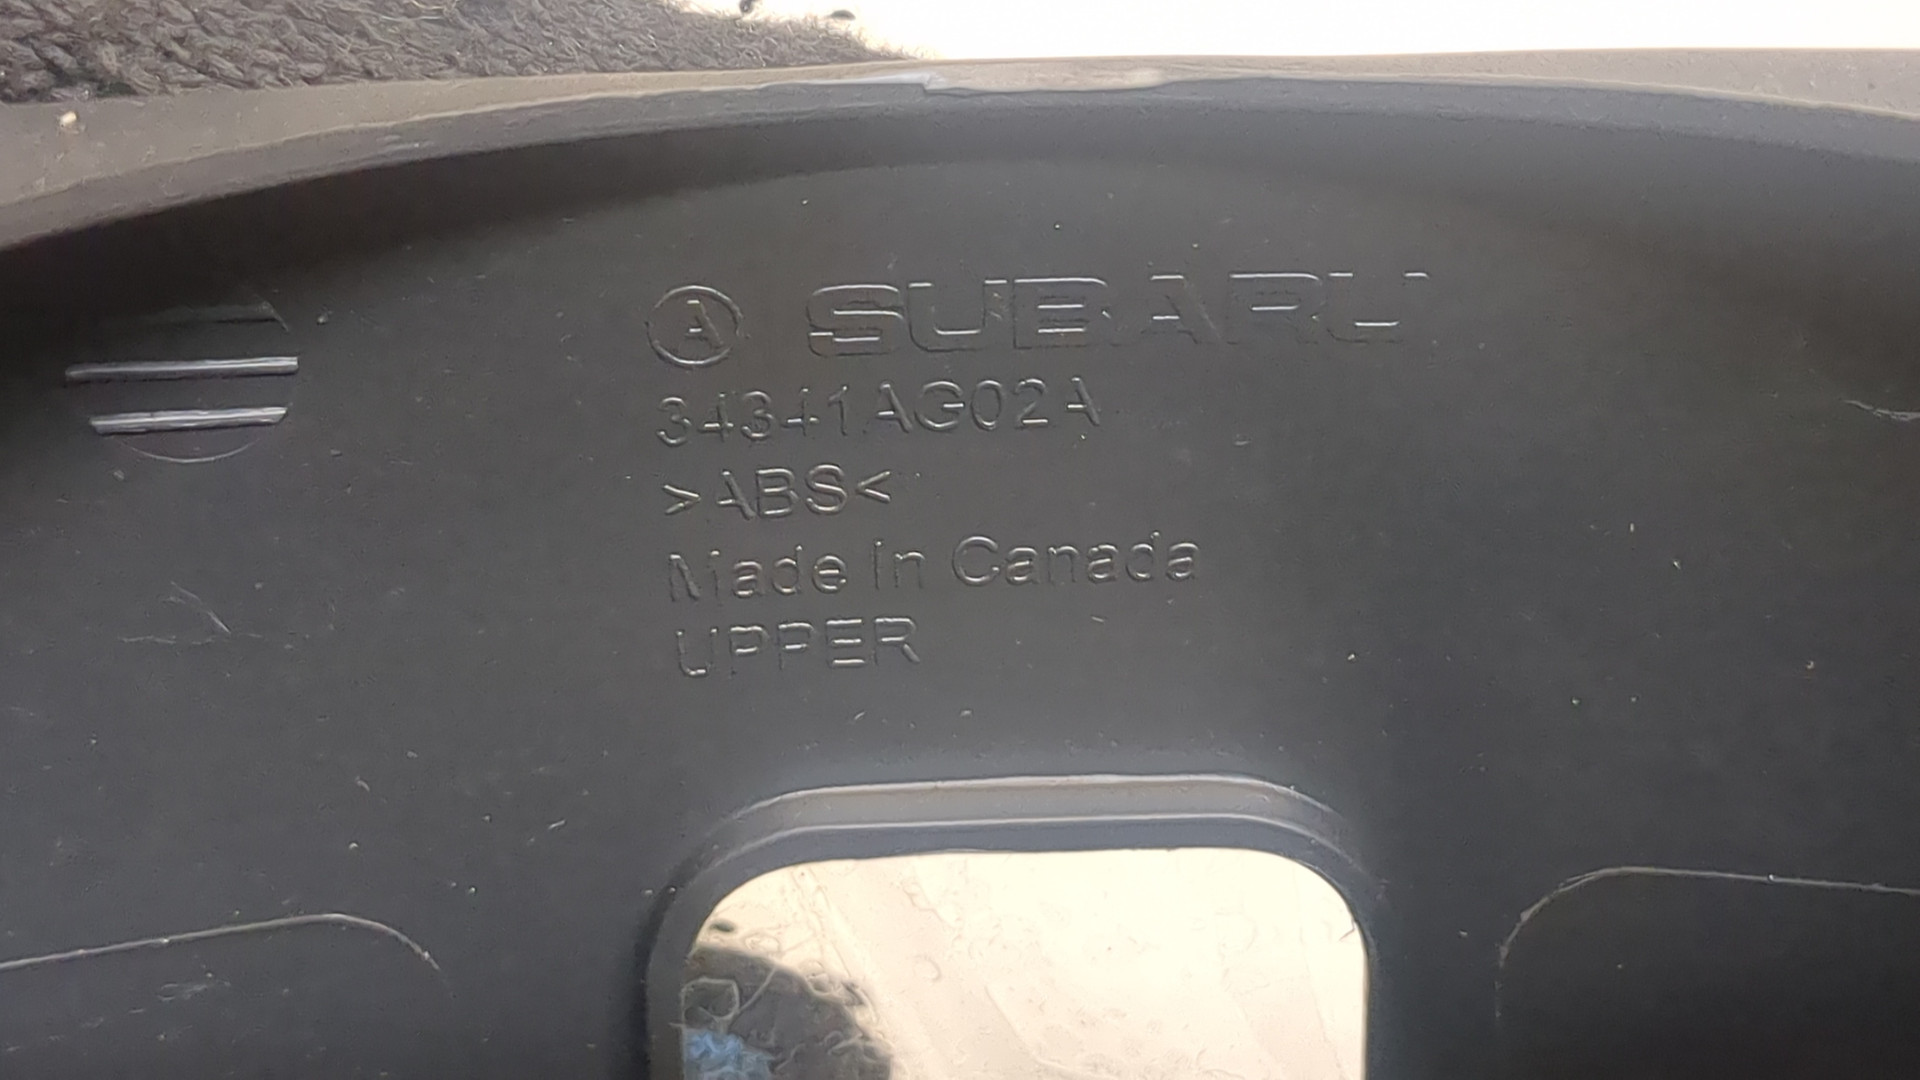 Ⓐ SUBARU
34341AG02A
>ABS<
Made In Canada
UPPER